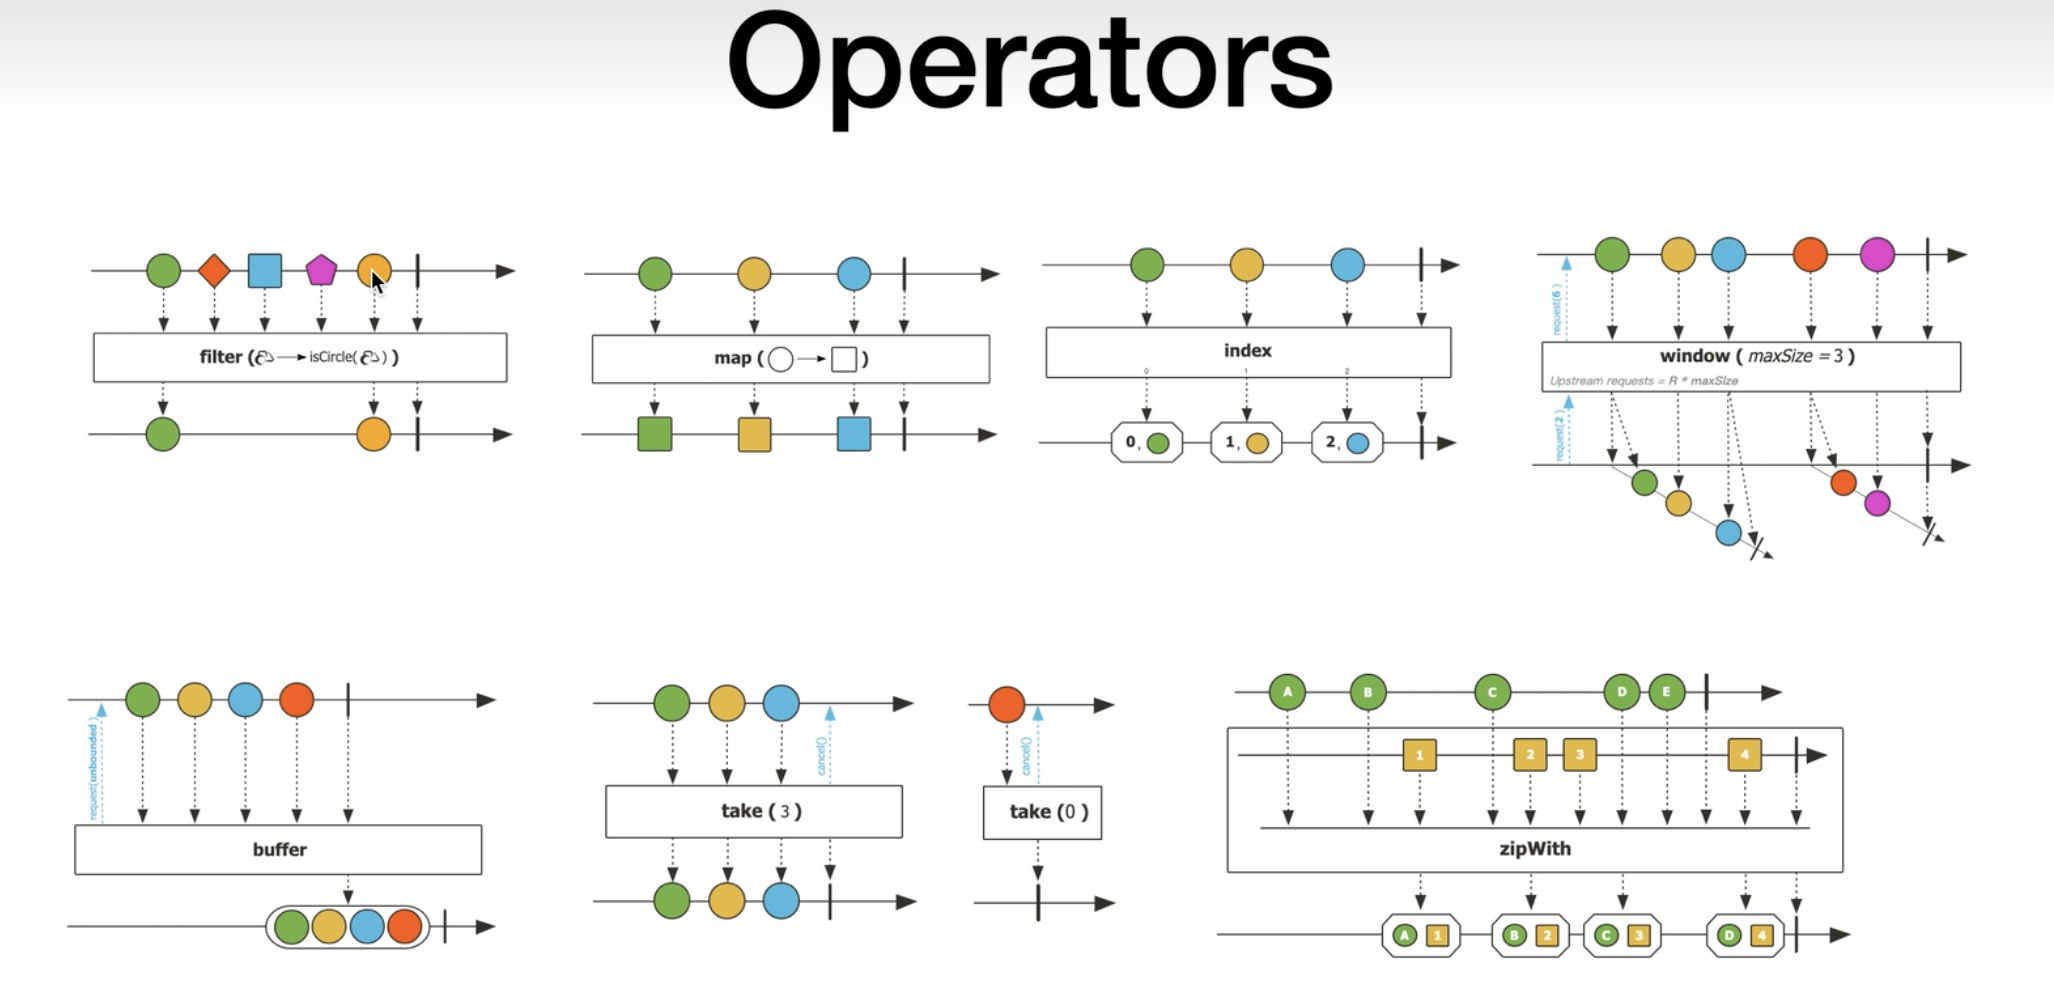 Operators
filter ( isCircle( ) )
map ( )
index
0 1 2
0, 1, 2,
request(6)
window ( maxSize = 3 )
Upstream requests = R * maxSize
request(2)
request(unbounded)
buffer
cancel()
take ( 3 )
cancel()
take (0 )
A B C D E
1 2 3 4
zipWith
A 1 B 2 C 3 D 4